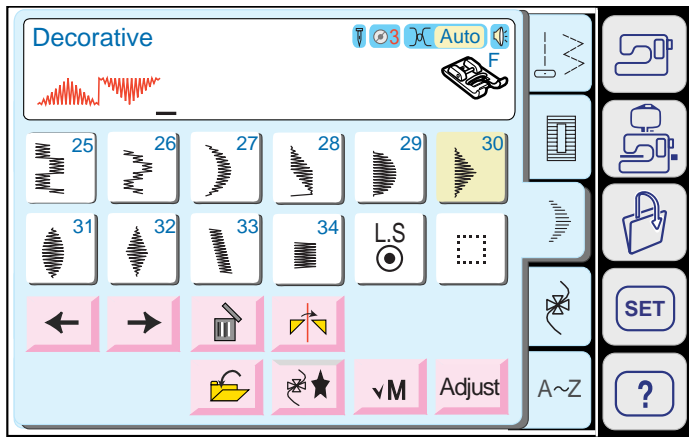 Decorative
3 Auto
F
25 26 27 28 29 30
31 32 33 34 L.S
M Adjust
A~Z
SET
?